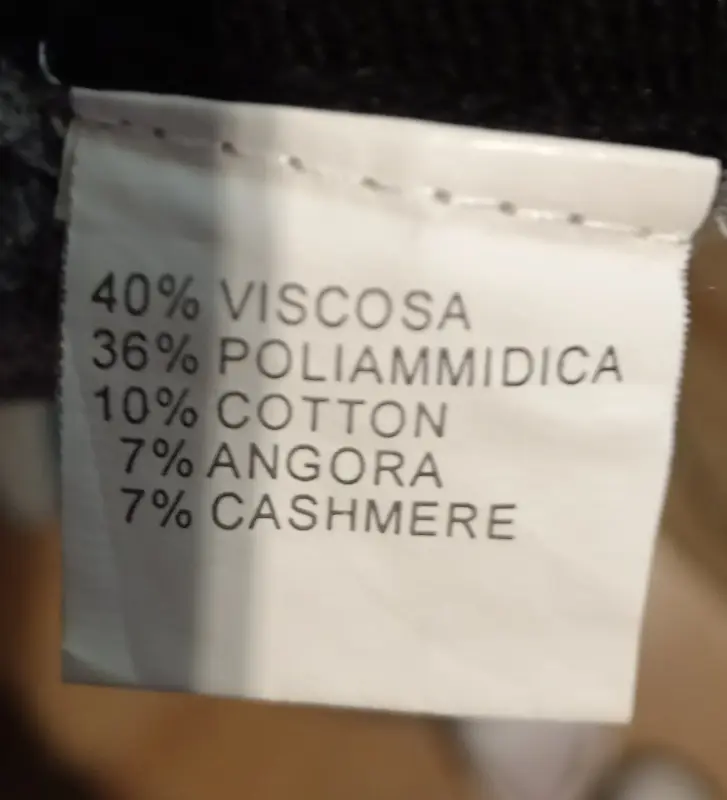 40% VISCOSA
36% POLIAMMIDICA
10% COTTON
7% ANGORA
7% CASHMERE